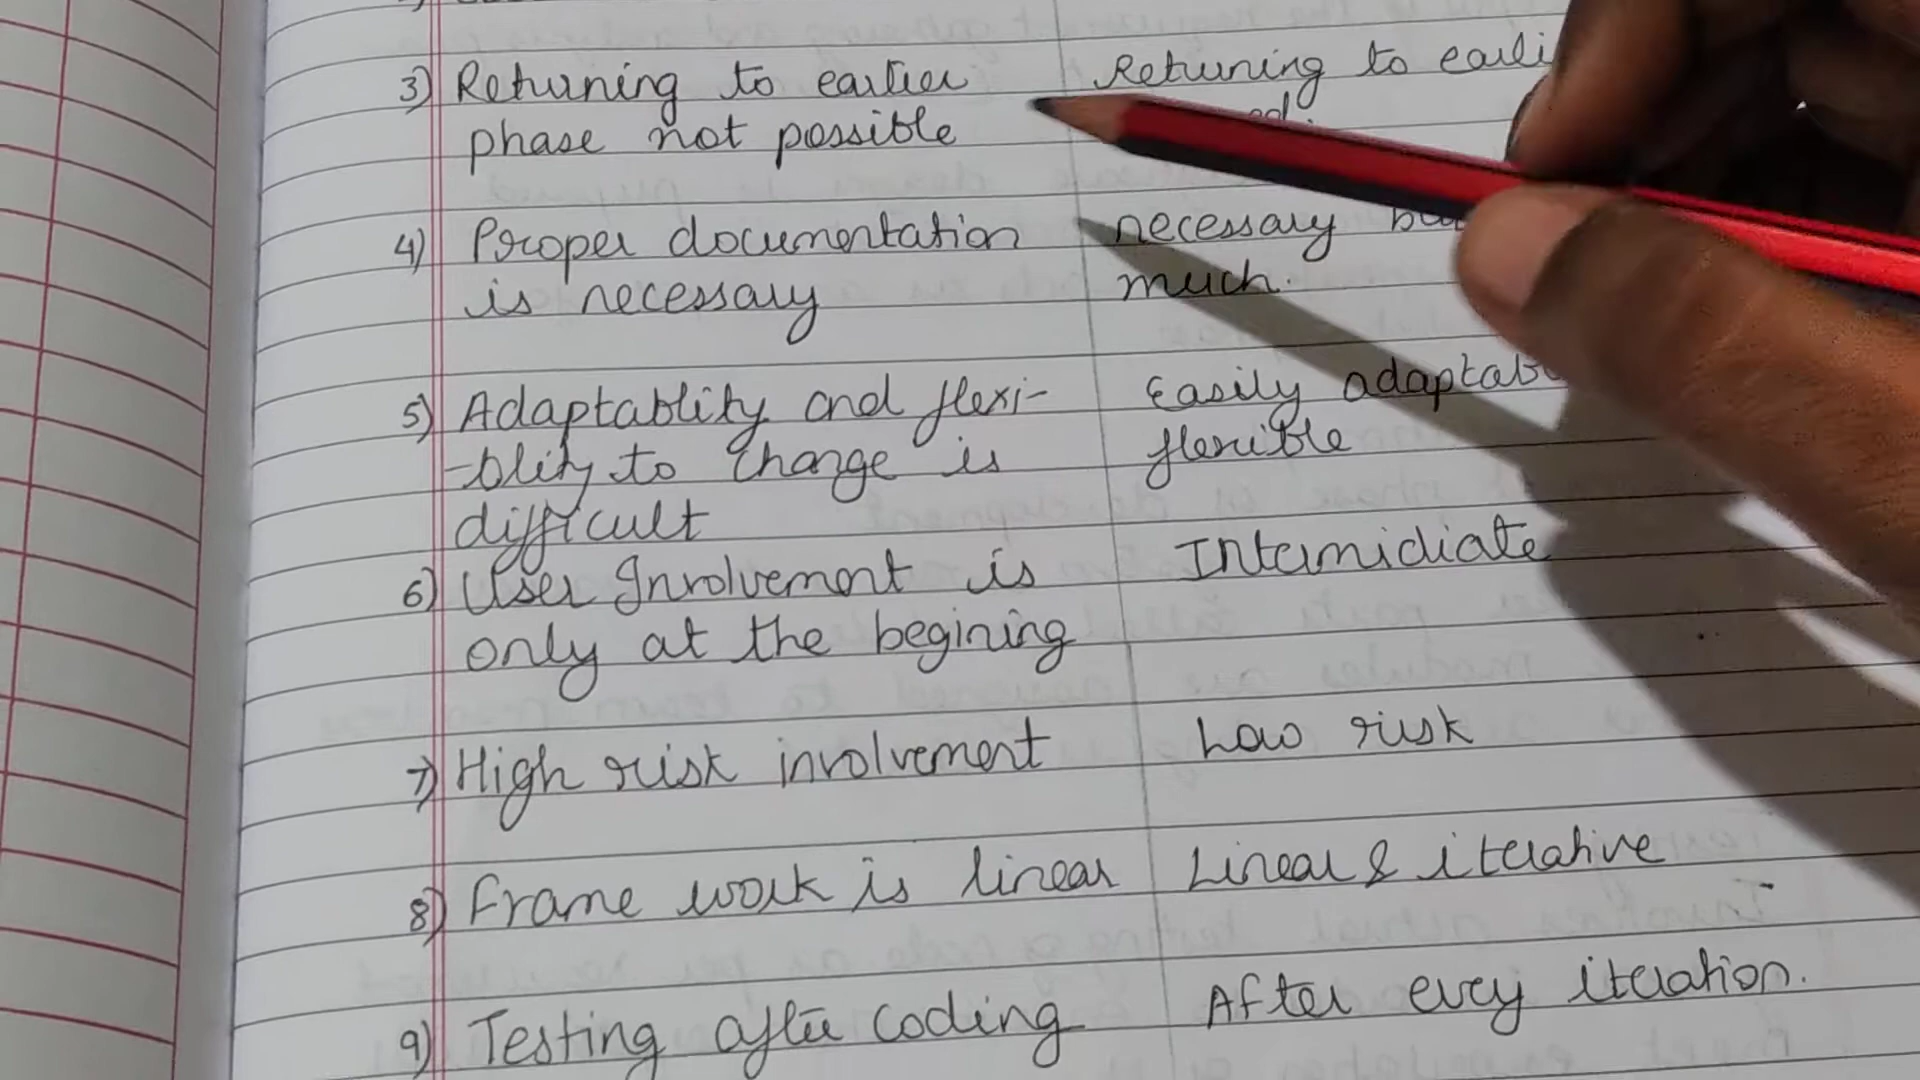 3) Returning to earlier
phase not possible
Returning to earli
ed.
4) Proper documentation
is necessary
necessary
much.
5) Adaptablity and flexi-
-blity to change is
difficult
Easily adaptab
flexible
6) User Involvement is
only at the begining
Intermidiate
7) High risk involvement
Low risk
8) Frame work is linear
Linear & iterative
9) Testing after coding
After every iteration.